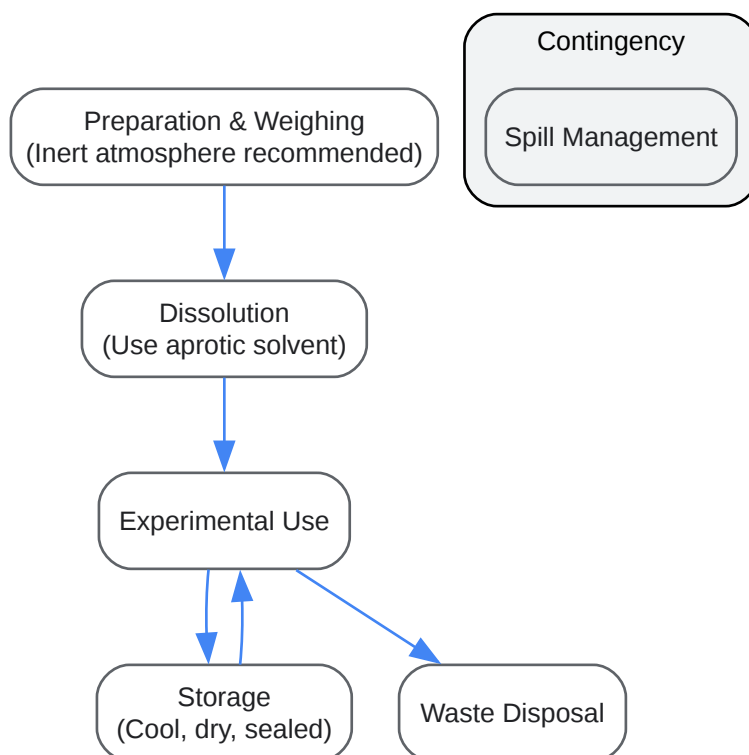 Contingency
Preparation & Weighing
(Inert atmosphere recommended)
Spill Management
Dissolution
(Use aprotic solvent)
Experimental Use
Storage
(Cool, dry, sealed)
Waste Disposal